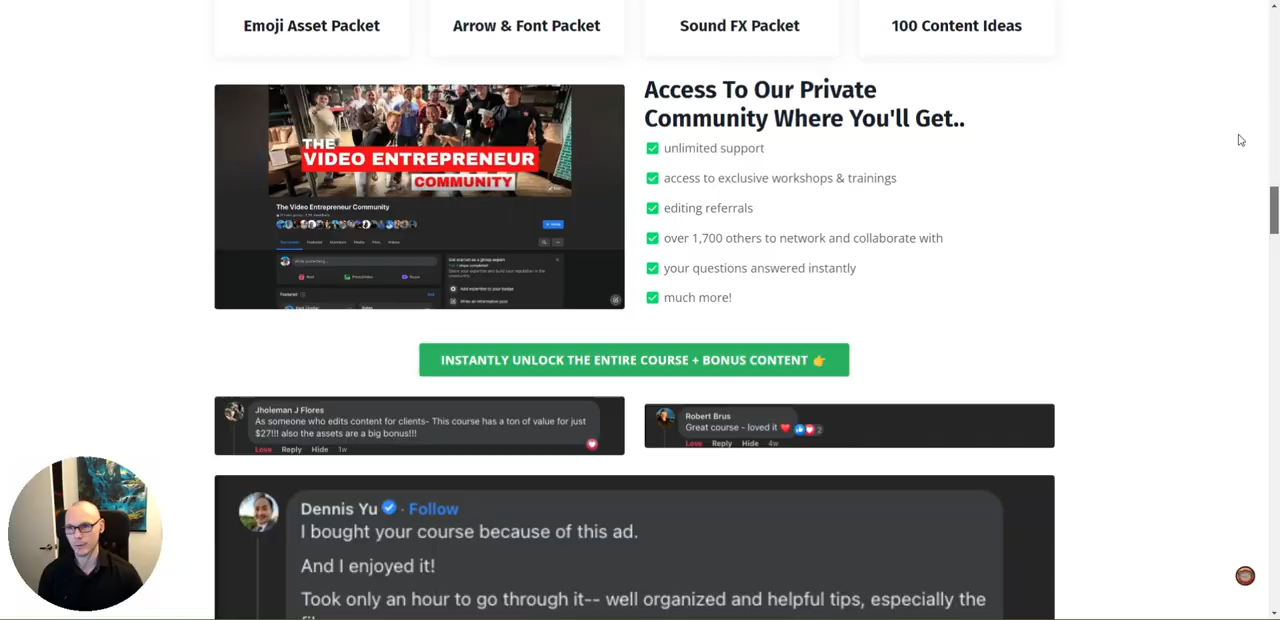 Emoji Asset Packet
Arrow & Font Packet
Sound FX Packet
100 Content Ideas
THE
VIDEO ENTREPRENEUR
COMMUNITY
The Video Entrepreneur Community
Access To Our Private
Community Where You'll Get..
unlimited support
access to exclusive workshops & trainings
editing referrals
over 1,700 others to network and collaborate with
your questions answered instantly
much more!
INSTANTLY UNLOCK THE ENTIRE COURSE + BONUS CONTENT 👉
Jholeman J Flores
As someone who edits content for clients- This course has a ton of value for just
$27!!! also the assets are a big bonus!!!
Love Reply Hide 1w
Robert Brus
Great course - loved it ❤️ 2
Love Reply Hide 4w
Dennis Yu · Follow
I bought your course because of this ad.
And I enjoyed it!
Took only an hour to go through it-- well organized and helpful tips, especially the